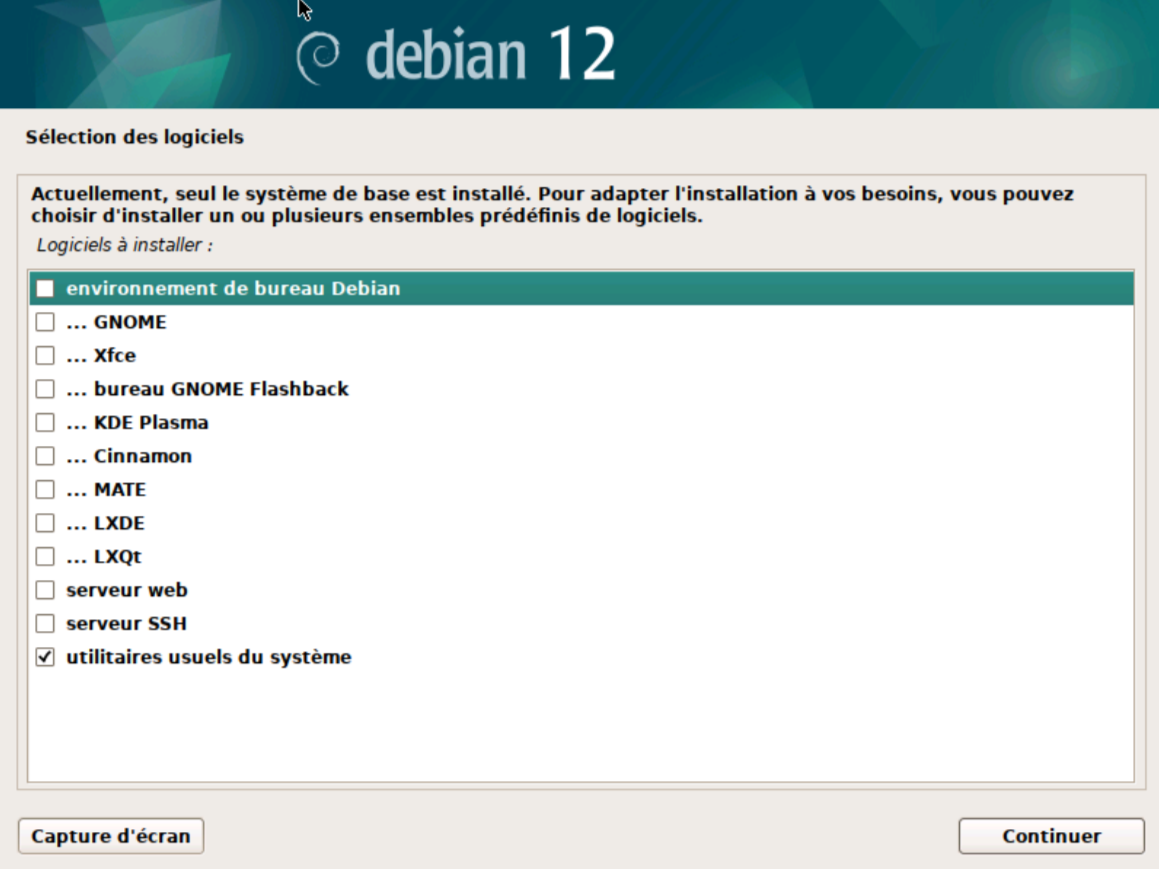 debian 12
Sélection des logiciels
Actuellement, seul le système de base est installé. Pour adapter l'installation à vos besoins, vous pouvez
choisir d'installer un ou plusieurs ensembles prédéfinis de logiciels.
Logiciels à installer :
environnement de bureau Debian
... GNOME
... Xfce
... bureau GNOME Flashback
... KDE Plasma
... Cinnamon
... MATE
... LXDE
... LXQt
serveur web
serveur SSH
utilitaires usuels du système
Capture d'écran
Continuer